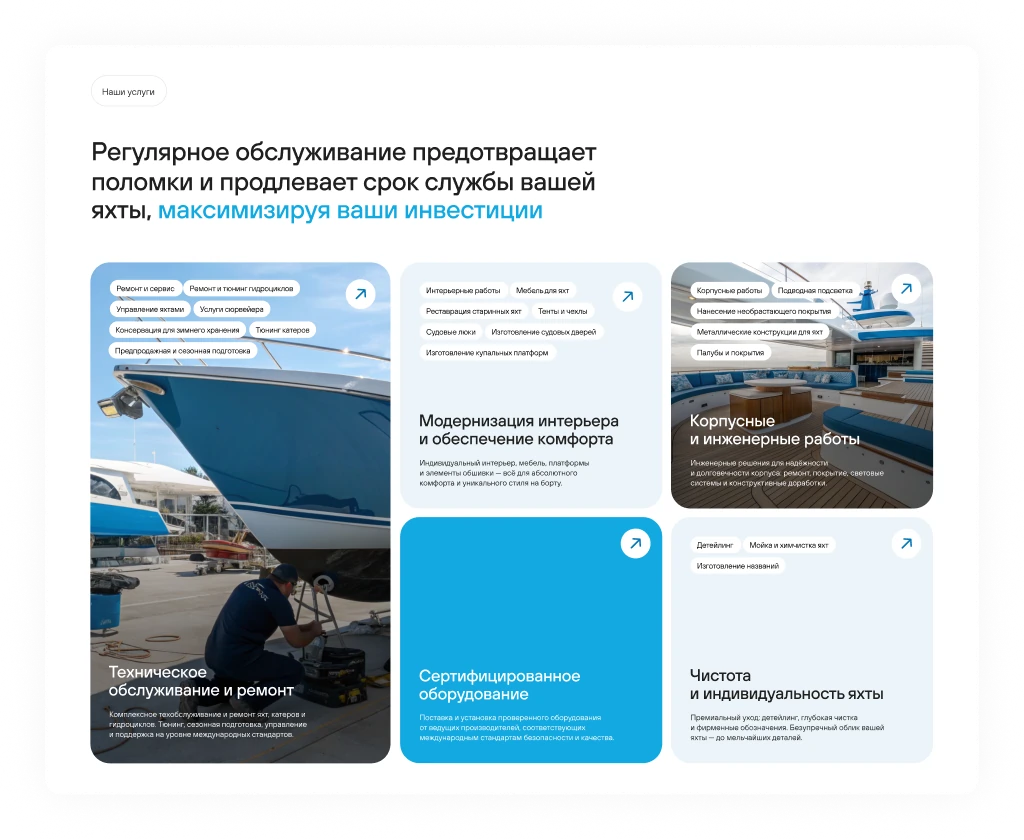 Наши услуги
Регулярное обслуживание предотвращает
поломки и продлевает срок службы вашей
яхты, максимизируя ваши инвестиции
Ремонт и сервис
Ремонт и тюнинг гидроциклов
Управление яхтами
Услуги сюрвейера
Консервация для зимнего хранения
Тюнинг катеров
Предпродажная и сезонная подготовка
Техническое
обслуживание и ремонт
Комплексное техобслуживание и ремонт яхт, катеров и
гидроциклов. Тюнинг, сезонная подготовка, управление
и поддержка на уровне международных стандартов.
Интерьерные работы
Мебель для яхт
Реставрация старинных яхт
Тенты и чехлы
Судовые люки
Изготовление судовых дверей
Изготовление купальных платформ
Модернизация интерьера
и обеспечение комфорта
Индивидуальный интерьер, мебель, платформы
и элементы обшивки — всё для абсолютного
комфорта и уникального стиля на борту.
Корпусные работы
Подводная подсветка
Нанесение необрастающего покрытия
Металлические конструкции для яхт
Палубы и покрытия
Корпусные
и инженерные работы
Инженерные решения для надёжности
и долговечности корпуса: ремонт, покрытие, световые
системы и конструктивные доработки.
Сертифицированное
оборудование
Поставка и установка проверенного оборудования
от ведущих производителей, соответствующих
международным стандартам безопасности и качества.
Детейлинг
Мойка и химчистка яхт
Изготовление названий
Чистота
и индивидуальность яхты
Премиальный уход: детейлинг, глубокая чистка
и фирменные обозначения. Безупречный облик вашей
яхты — до мельчайших деталей.